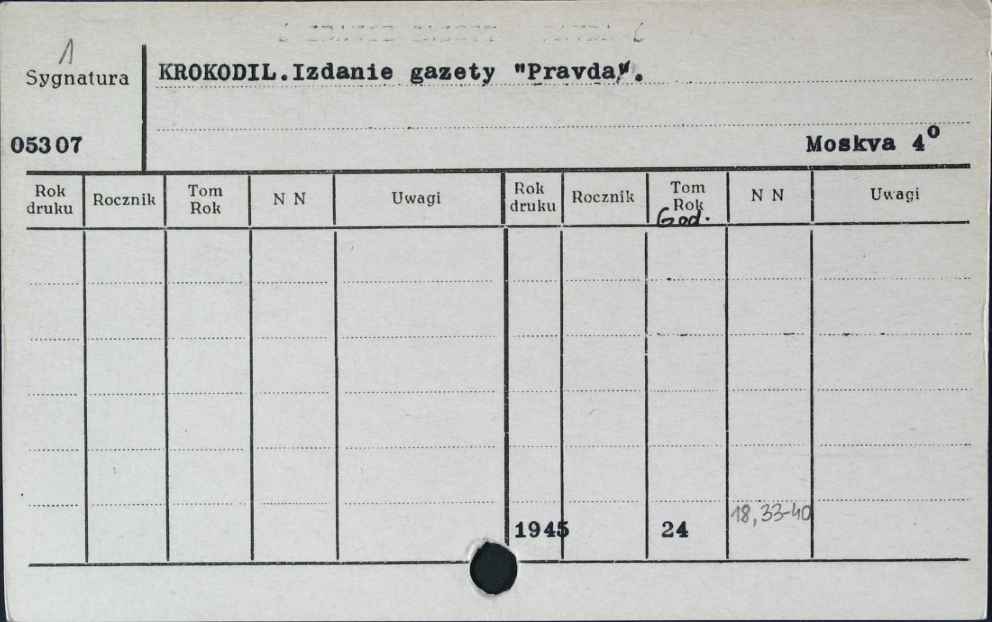 1
Sygnatura
KROKODIL.Izdanie gazety "Pravda".
05307
Moskva 4⁰
Rok druku Rocznik Tom Rok N N Uwagi Rok druku Rocznik Tom Rok N N Uwagi
God.
1945 24 18, 33-40